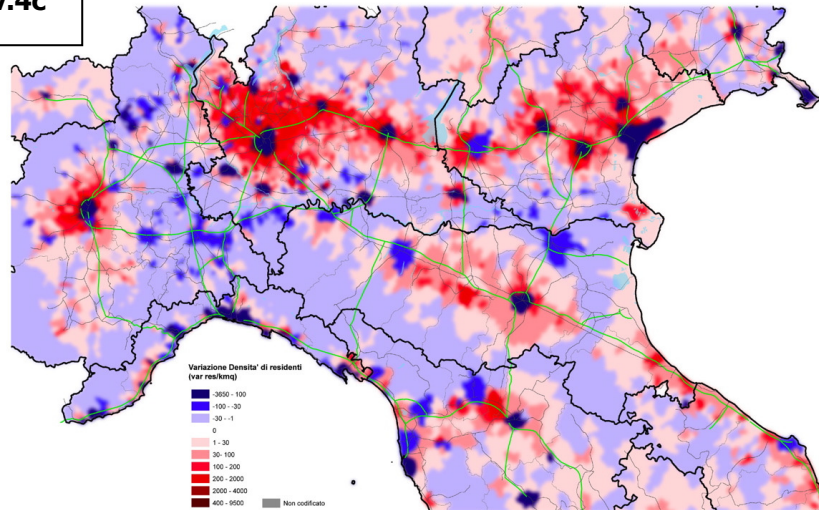 .4c
Variazione Densita' di residenti
(var res/kmq)
-3650 - 100
-100 - -30
-30 - -1
0
1 - 30
30- 100
100 - 200
200 - 2000
2000 - 4000
400 - 9500
Non codificato